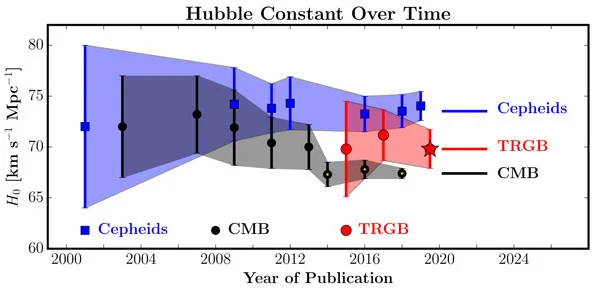 Hubble Constant Over Time
80
75
70
65
60
H₀ [km s⁻¹ Mpc⁻¹]
Cepheids
TRGB
CMB
Cepheids CMB TRGB
2000 2004 2008 2012 2016 2020 2024
Year of Publication